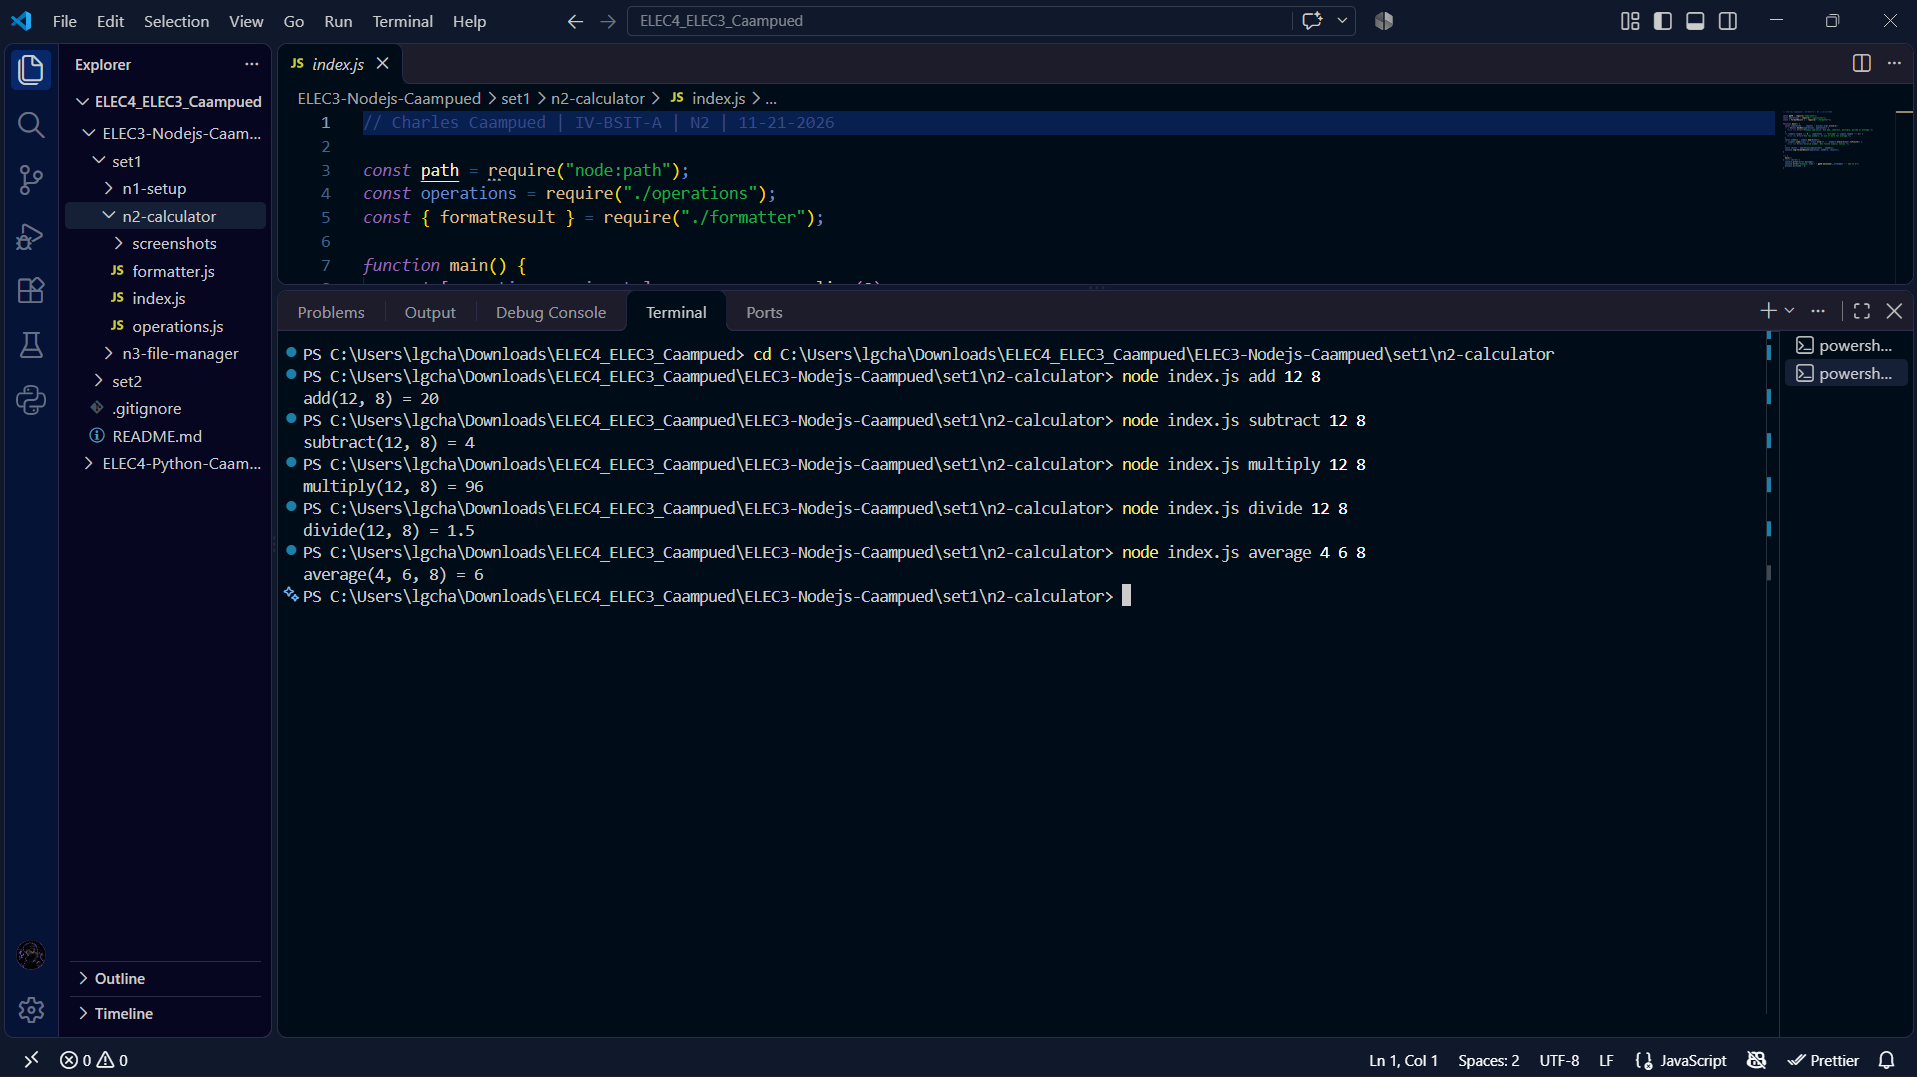 File Edit Selection View Go Run Terminal Help
ELEC4_ELEC3_Caampued
Explorer
ELEC4_ELEC3_Caampued
ELEC3-Nodejs-Caam...
set1
n1-setup
n2-calculator
screenshots
JS formatter.js
JS index.js
JS operations.js
n3-file-manager
set2
.gitignore
README.md
ELEC4-Python-Caam...
Outline
Timeline
JS index.js
ELEC3-Nodejs-Caampued > set1 > n2-calculator > JS index.js > ...
1 // Charles Caampued | IV-BSIT-A | N2 | 11-21-2026
2
3 const path = require("node:path");
4 const operations = require("./operations");
5 const { formatResult } = require("./formatter");
6
7 function main() {
Problems Output Debug Console Terminal Ports
PS C:\Users\lgcha\Downloads\ELEC4_ELEC3_Caampued> cd C:\Users\lgcha\Downloads\ELEC4_ELEC3_Caampued\ELEC3-Nodejs-Caampued\set1\n2-calculator
PS C:\Users\lgcha\Downloads\ELEC4_ELEC3_Caampued\ELEC3-Nodejs-Caampued\set1\n2-calculator> node index.js add 12 8
add(12, 8) = 20
PS C:\Users\lgcha\Downloads\ELEC4_ELEC3_Caampued\ELEC3-Nodejs-Caampued\set1\n2-calculator> node index.js subtract 12 8
subtract(12, 8) = 4
PS C:\Users\lgcha\Downloads\ELEC4_ELEC3_Caampued\ELEC3-Nodejs-Caampued\set1\n2-calculator> node index.js multiply 12 8
multiply(12, 8) = 96
PS C:\Users\lgcha\Downloads\ELEC4_ELEC3_Caampued\ELEC3-Nodejs-Caampued\set1\n2-calculator> node index.js divide 12 8
divide(12, 8) = 1.5
PS C:\Users\lgcha\Downloads\ELEC4_ELEC3_Caampued\ELEC3-Nodejs-Caampued\set1\n2-calculator> node index.js average 4 6 8
average(4, 6, 8) = 6
PS C:\Users\lgcha\Downloads\ELEC4_ELEC3_Caampued\ELEC3-Nodejs-Caampued\set1\n2-calculator>
powersh...
powersh...
0 0
Ln 1, Col 1 Spaces: 2 UTF-8 LF JavaScript Prettier